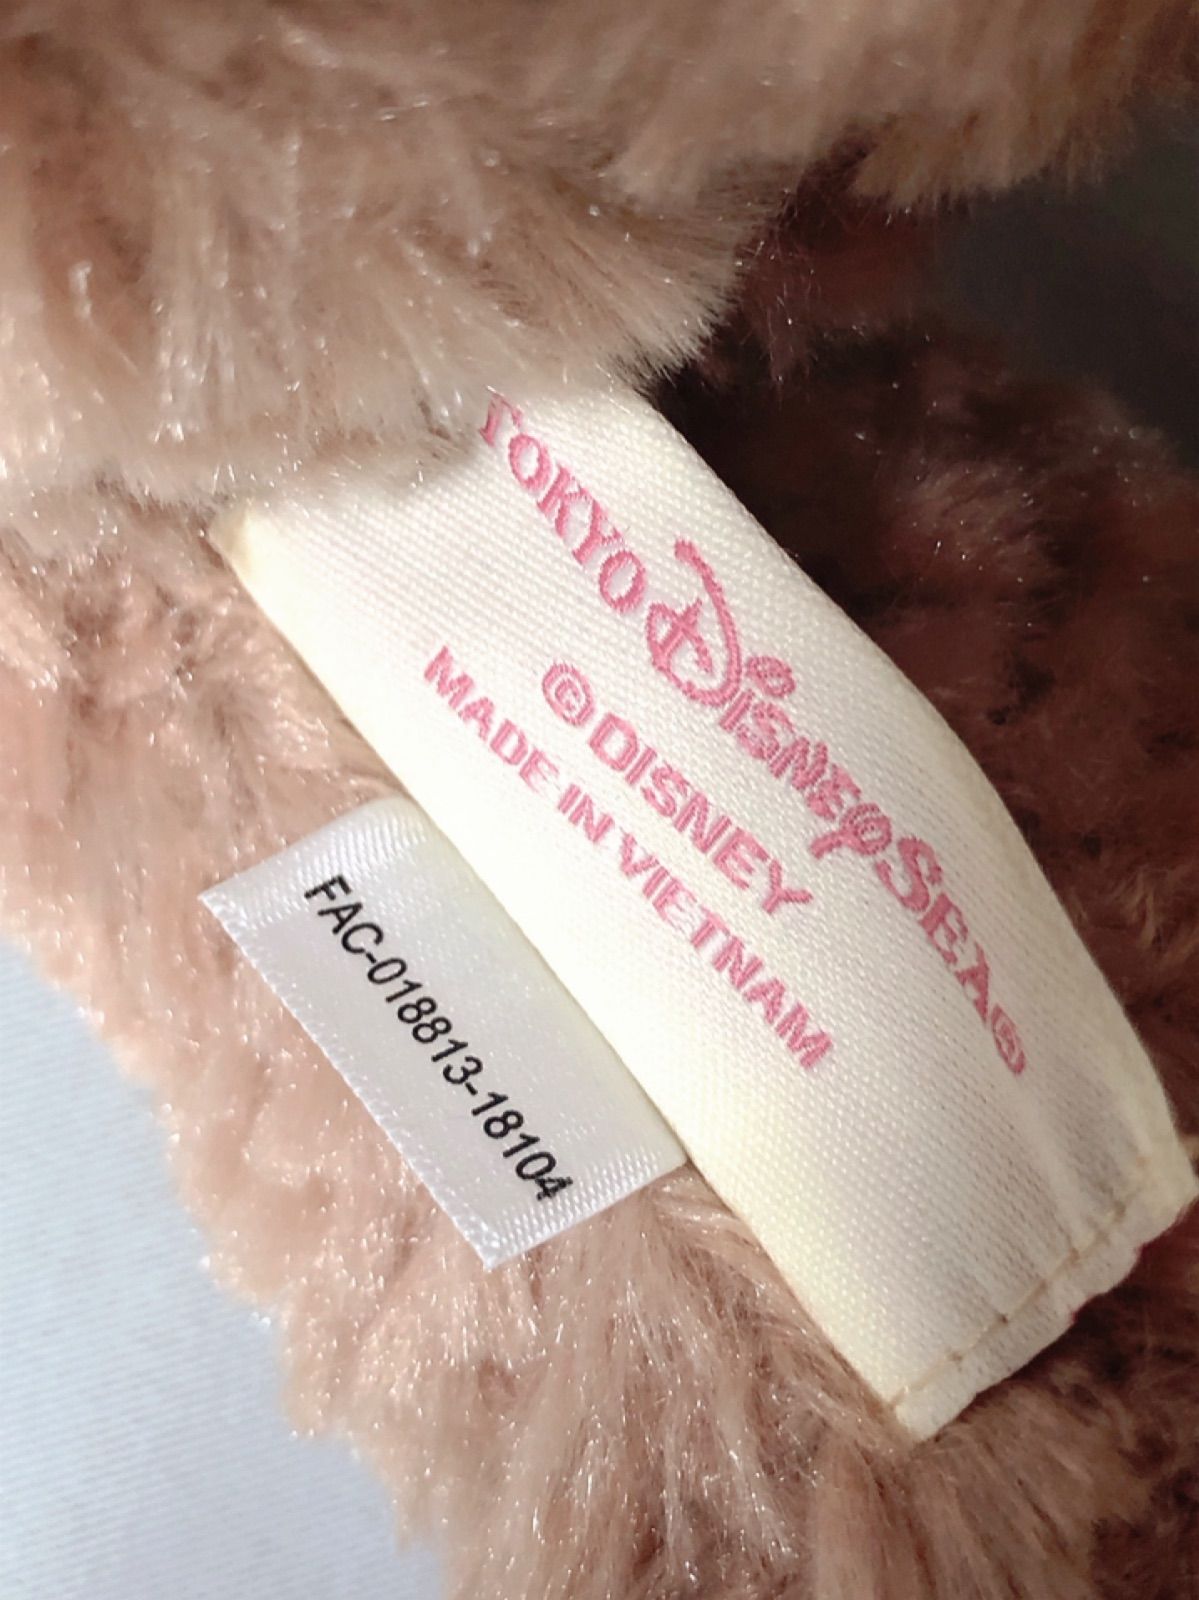 TOKYO DISNEYSEA®
©DISNEY
MADE IN VIETNAM
FAC-018813-18104